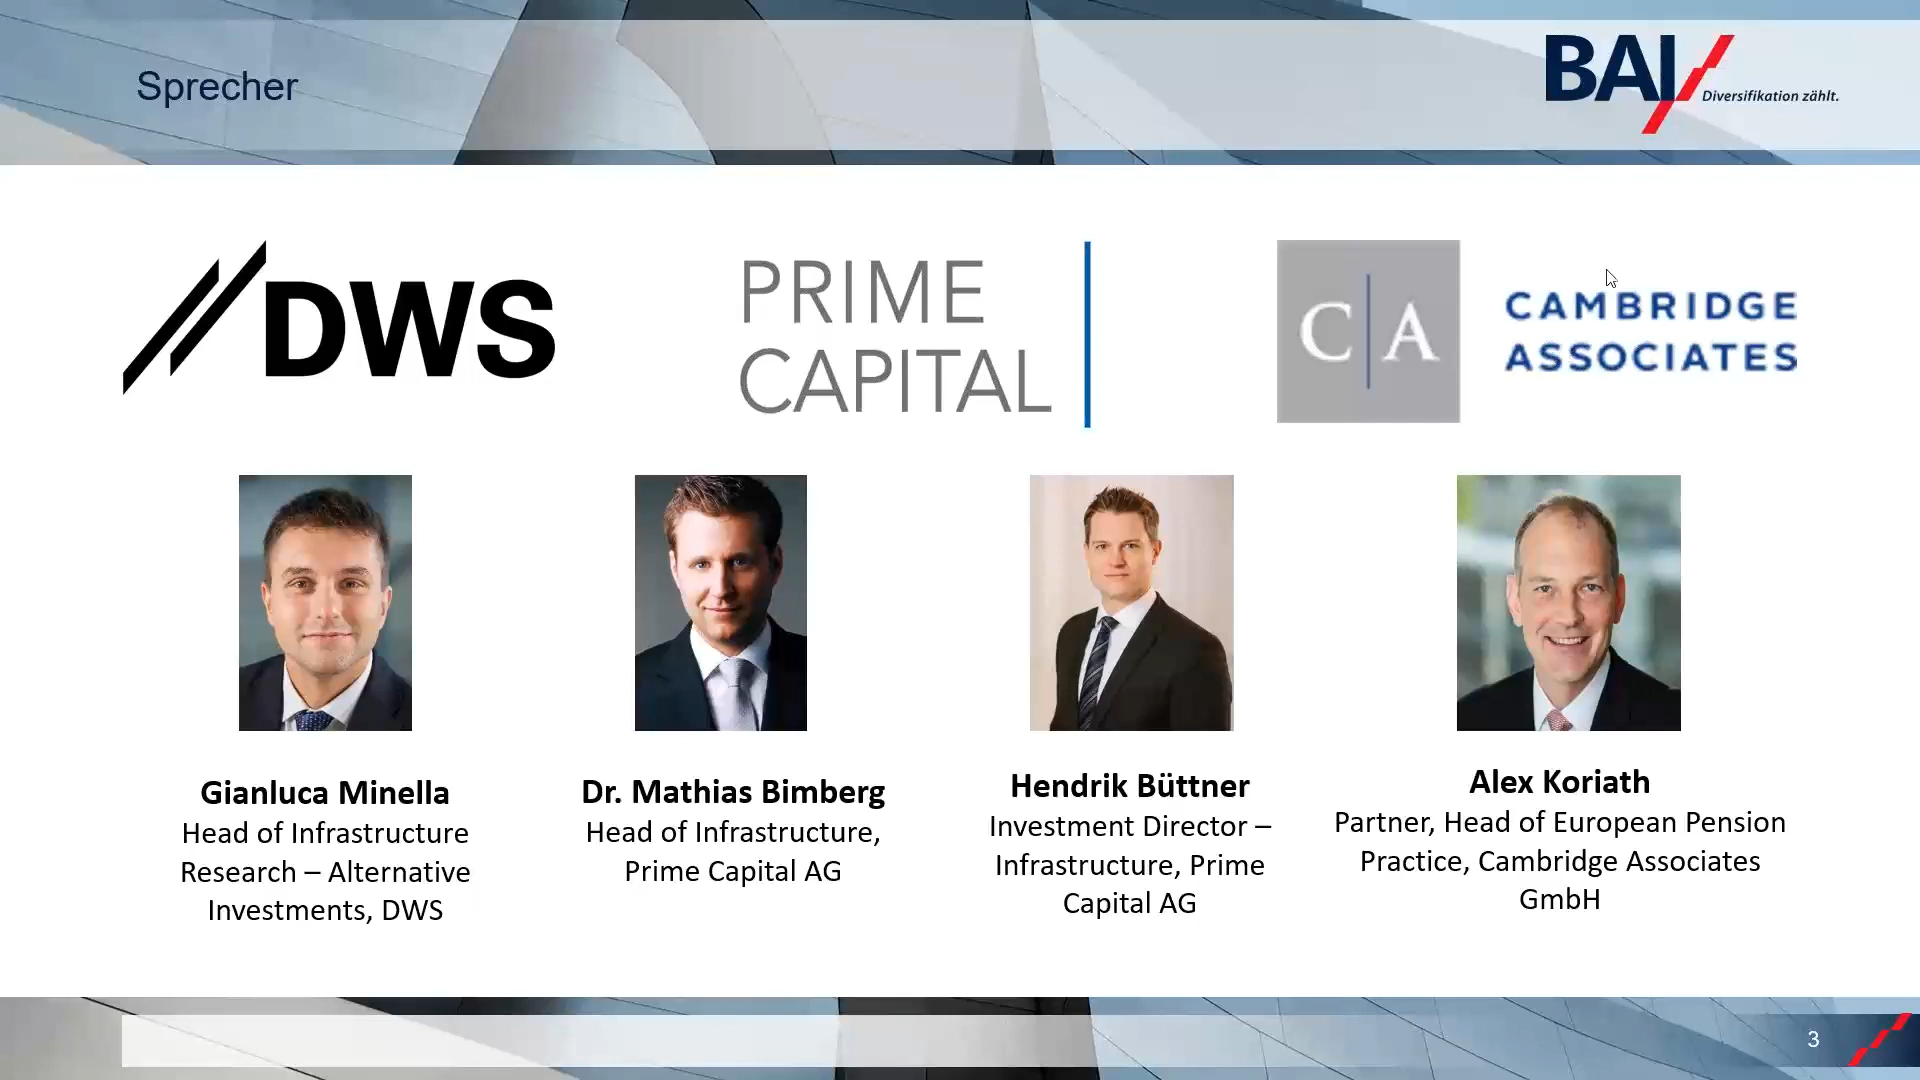 Sprecher
BAI
Diversifikation zählt.
DWS
PRIME
CAPITAL
C A
CAMBRIDGE
ASSOCIATES
Gianluca Minella
Head of Infrastructure
Research – Alternative
Investments, DWS
Dr. Mathias Bimberg
Head of Infrastructure,
Prime Capital AG
Hendrik Büttner
Investment Director –
Infrastructure, Prime
Capital AG
Alex Koriath
Partner, Head of European Pension
Practice, Cambridge Associates
GmbH
3